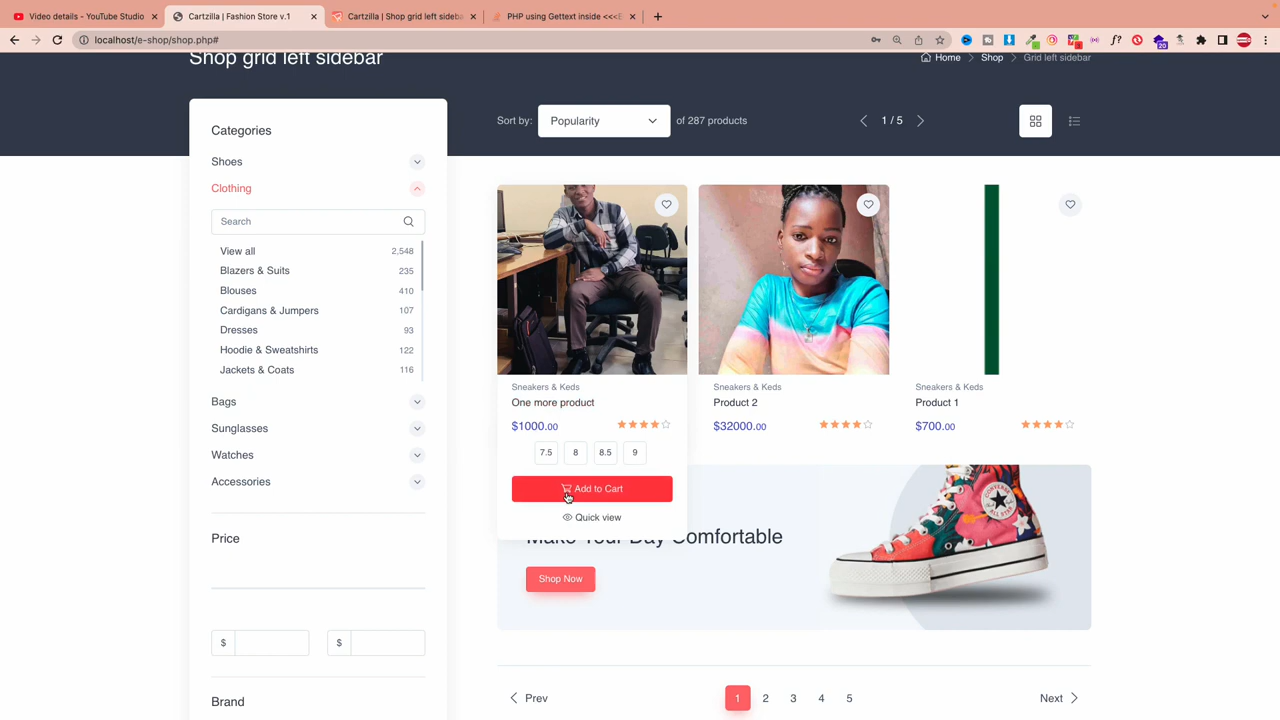 Video details - YouTube Studio
Cartzilla | Fashion Store v.1
Cartzilla | Shop grid left sideba
PHP using Gettext inside <<<E
localhost/e-shop/shop.php#
Shop grid left sidebar
Home
Shop
Grid left sidebar
Sort by:
Popularity
of 287 products
1 / 5
Categories
Shoes
Clothing
Search
View all 2,548
Blazers & Suits 235
Blouses 410
Cardigans & Jumpers 107
Dresses 93
Hoodie & Sweatshirts 122
Jackets & Coats 116
Bags
Sunglasses
Watches
Accessories
Price
$
$
Brand
Sneakers & Keds
One more product
$1000.00
7.5 8 8.5 9
Add to Cart
Quick view
Sneakers & Keds
Product 2
$32000.00
Sneakers & Keds
Product 1
$700.00
Make Your Day Comfortable
Shop Now
CONVERSE
ALL STAR
Prev
1 2 3 4 5
Next